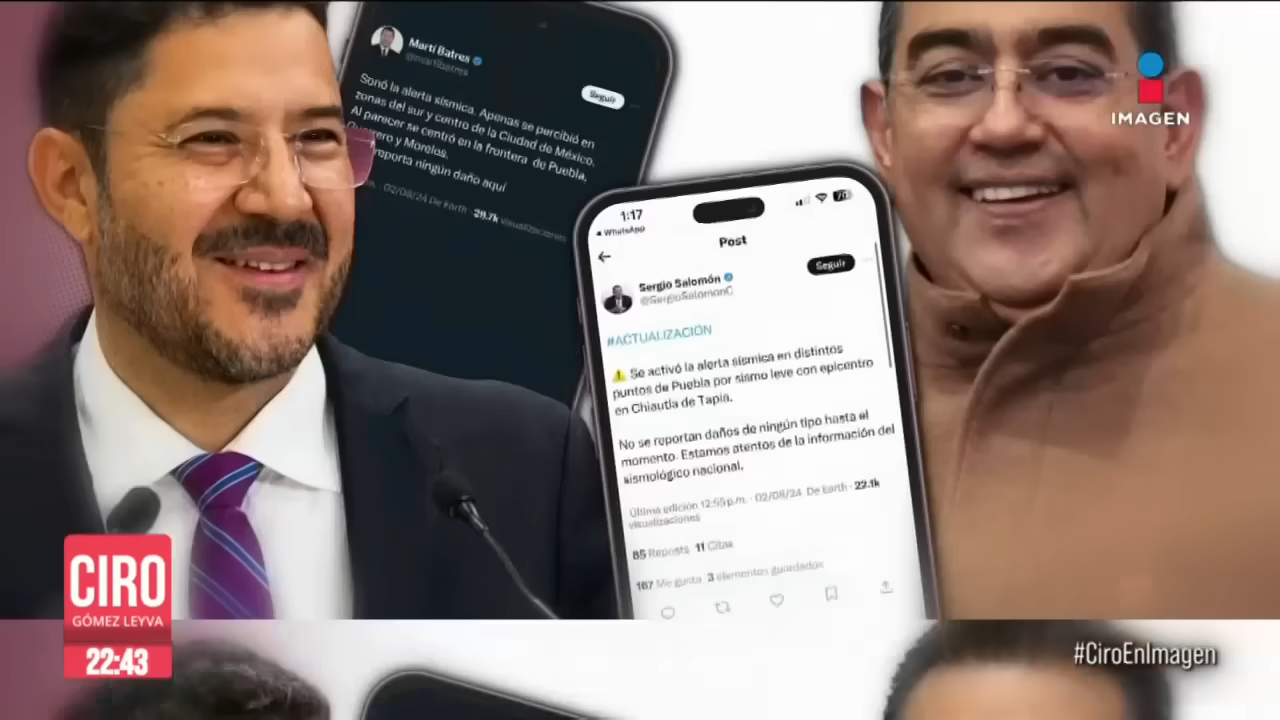 Martí Batres
@martibatres
Seguir
Sonó la alerta sísmica. Apenas se percibió en
zonas del sur y centro de la Ciudad de México.
Al parecer se centró en la frontera de Puebla,
Guerrero y Morelos.
reporta ningún daño aquí
02/08/24 De Earth · 29.7k visualizaciones
IMAGEN
1:17
WhatsApp
Post
Sergio Salomón
@SergioSalomonC
Seguir
#ACTUALIZACIÓN
Se activó la alerta sísmica en distintos
puntos de Puebla por sismo leve con epicentro
en Chiautla de Tapia.
No se reportan daños de ningún tipo hasta el
momento. Estamos atentos de la información del
sismológico nacional.
Última edición 12:55 p.m. · 02/08/24 De Earth · 22.1k
visualizaciones
85 Reposts 11 Citas
167 Me gusta 3 elementos guardados
CIRO
GÓMEZ LEYVA
22:43
#CiroEnImagen